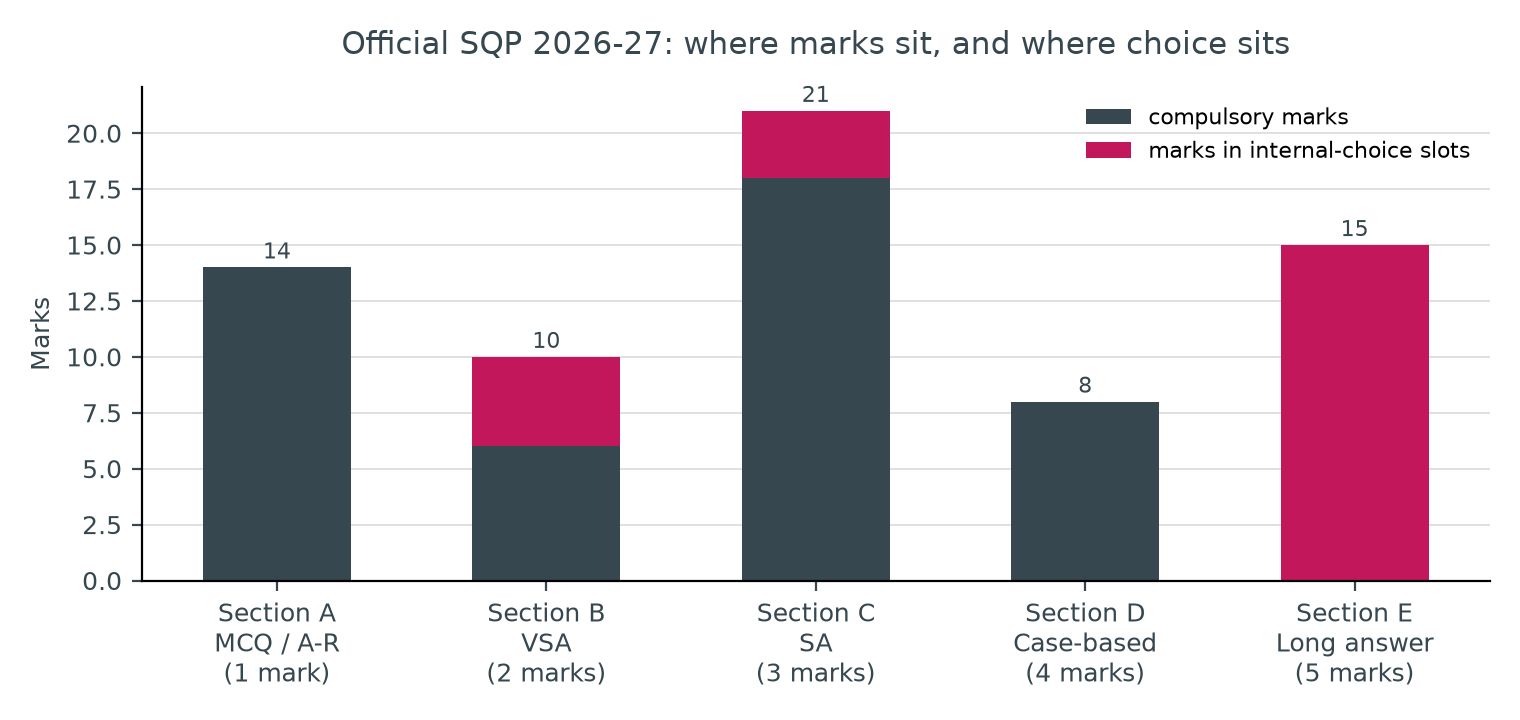 Official SQP 2026-27: where marks sit, and where choice sits
21
compulsory marks
marks in internal-choice slots
20.0
17.5
15
15.0
14
12.5
10
10.0
8
7.5
5.0
2.5
0.0
Marks
Section A
MCQ / A-R
(1 mark)
Section B
VSA
(2 marks)
Section C
SA
(3 marks)
Section D
Case-based
(4 marks)
Section E
Long answer
(5 marks)